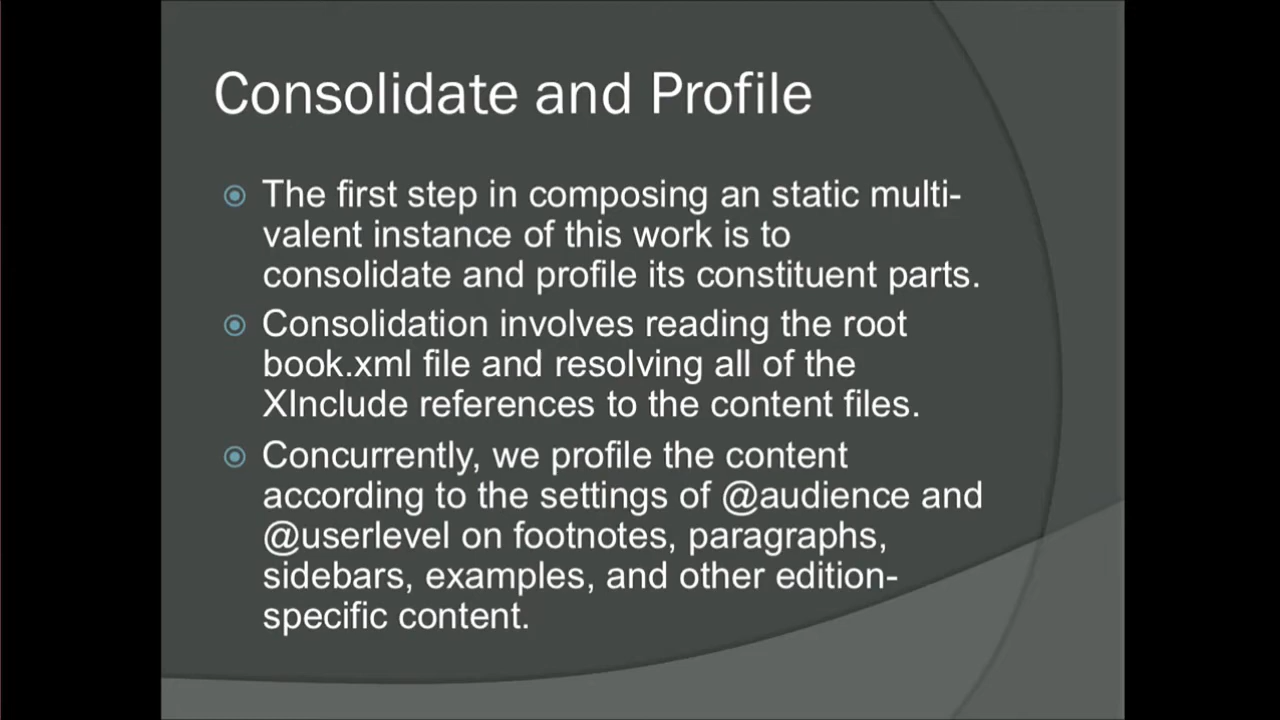 Consolidate and Profile
The first step in composing an static multi-
valent instance of this work is to
consolidate and profile its constituent parts.
Consolidation involves reading the root
book.xml file and resolving all of the
XInclude references to the content files.
Concurrently, we profile the content
according to the settings of @audience and
@userlevel on footnotes, paragraphs,
sidebars, examples, and other edition-
specific content.